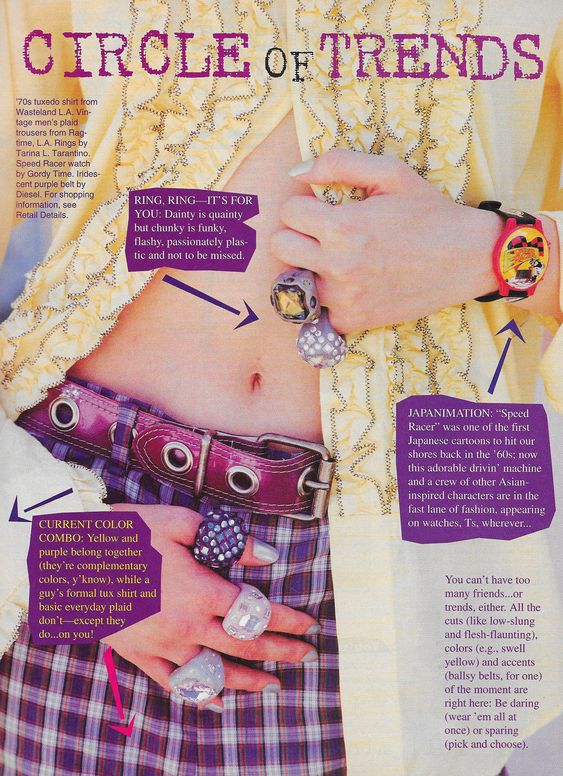 CIRCLE OF TRENDS
'70s tuxedo shirt from
Wasteland L.A. Vin-
tage men's plaid
trousers from Rag-
time, L.A. Rings by
Tarina L. Tarantino.
Speed Racer watch
by Gordy Time. Irides-
cent purple belt by
Diesel. For shopping
information, see
Retail Details.
RING, RING—IT'S FOR
YOU: Dainty is quainty
but chunky is funky,
flashy, passionately plas-
tic and not to be missed.
JAPANIMATION: "Speed
Racer" was one of the first
Japanese cartoons to hit our
shores back in the '60s; now
this adorable drivin' machine
and a crew of other Asian-
inspired characters are in the
fast lane of fashion, appearing
on watches, Ts, wherever...
CURRENT COLOR
COMBO: Yellow and
purple belong together
(they're complementary
colors, y'know), while a
guy's formal tux shirt and
basic everyday plaid
don't—except they
do...on you!
You can't have too
many friends...or
trends, either. All the
cuts (like low-slung
and flesh-flaunting),
colors (e.g., swell
yellow) and accents
(ballsy belts, for one)
of the moment are
right here: Be daring
(wear 'em all at
once) or sparing
(pick and choose).